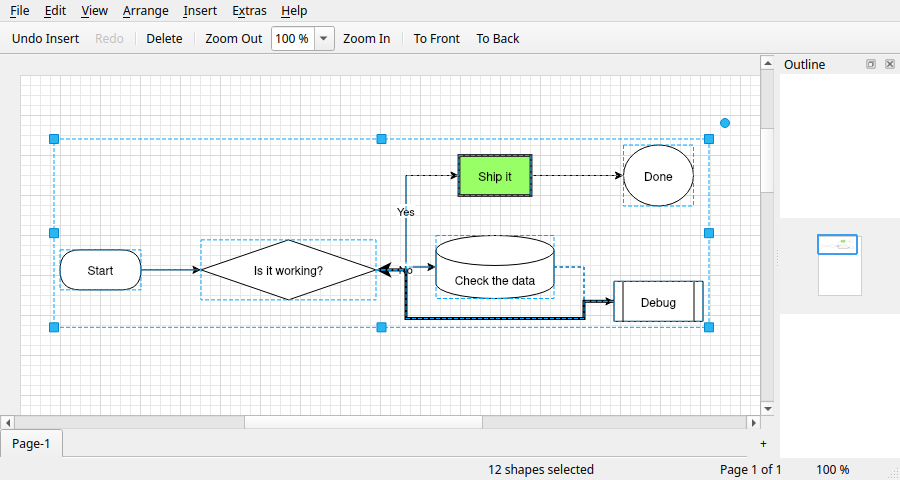 File Edit View Arrange Insert Extras Help
Undo Insert Redo Delete Zoom Out 100 % Zoom In To Front To Back
Outline
Ship it
Done
Yes
Start
Is it working?
No
Check the data
Debug
Page-1 +
12 shapes selected Page 1 of 1 100 %